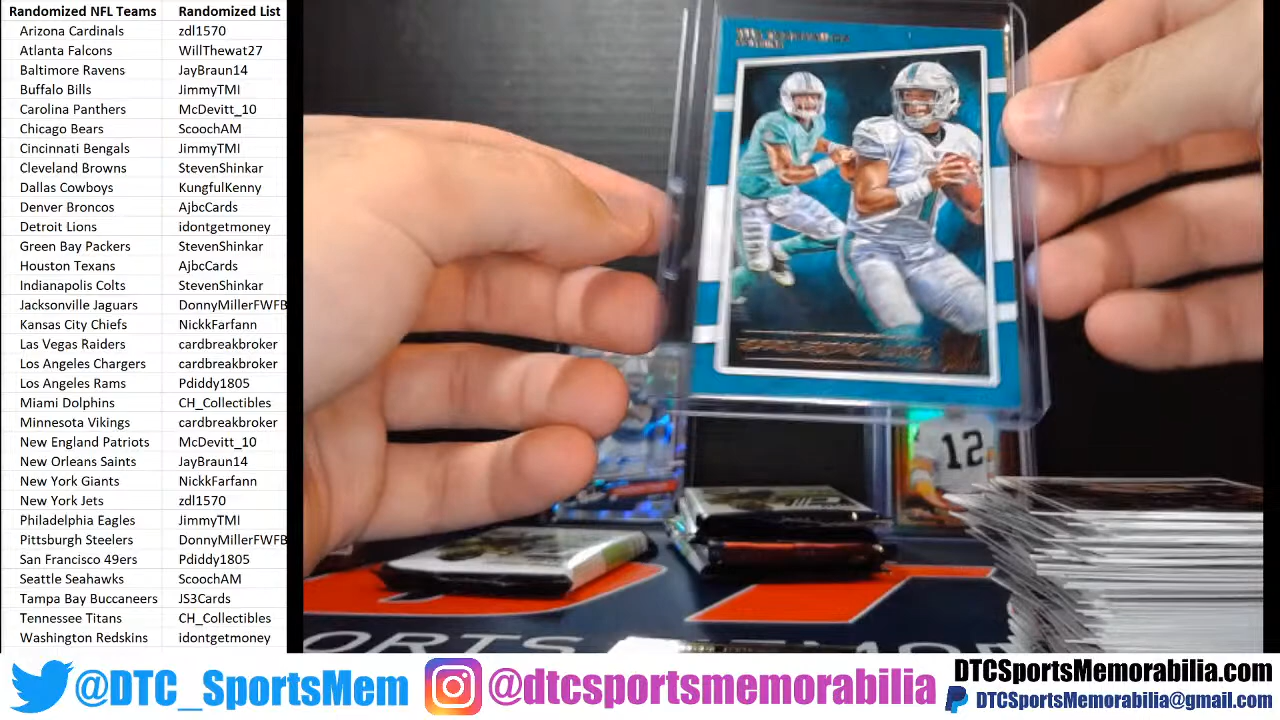 Randomized NFL Teams Randomized List
Arizona Cardinals zdl1570
Atlanta Falcons WillThewat27
Baltimore Ravens JayBraun14
Buffalo Bills JimmyTMI
Carolina Panthers McDevitt_10
Chicago Bears ScoochAM
Cincinnati Bengals JimmyTMI
Cleveland Browns StevenShinkar
Dallas Cowboys KungfulKenny
Denver Broncos AjbcCards
Detroit Lions idontgetmoney
Green Bay Packers StevenShinkar
Houston Texans AjbcCards
Indianapolis Colts StevenShinkar
Jacksonville Jaguars DonnyMillerFWFB
Kansas City Chiefs NickkFarfann
Las Vegas Raiders cardbreakbroker
Los Angeles Chargers cardbreakbroker
Los Angeles Rams Pdiddy1805
Miami Dolphins CH_Collectibles
Minnesota Vikings cardbreakbroker
New England Patriots McDevitt_10
New Orleans Saints JayBraun14
New York Giants NickkFarfann
New York Jets zdl1570
Philadelphia Eagles JimmyTMI
Pittsburgh Steelers DonnyMillerFWFB
San Francisco 49ers Pdiddy1805
Seattle Seahawks ScoochAM
Tampa Bay Buccaneers JS3Cards
Tennessee Titans CH_Collectibles
Washington Redskins idontgetmoney
12
ORTS MEMOR
@DTC_SportsMem
@dtcsportsmemorabilia
DTCSportsMemorabilia.com
DTCSportsMemorabilia@gmail.com